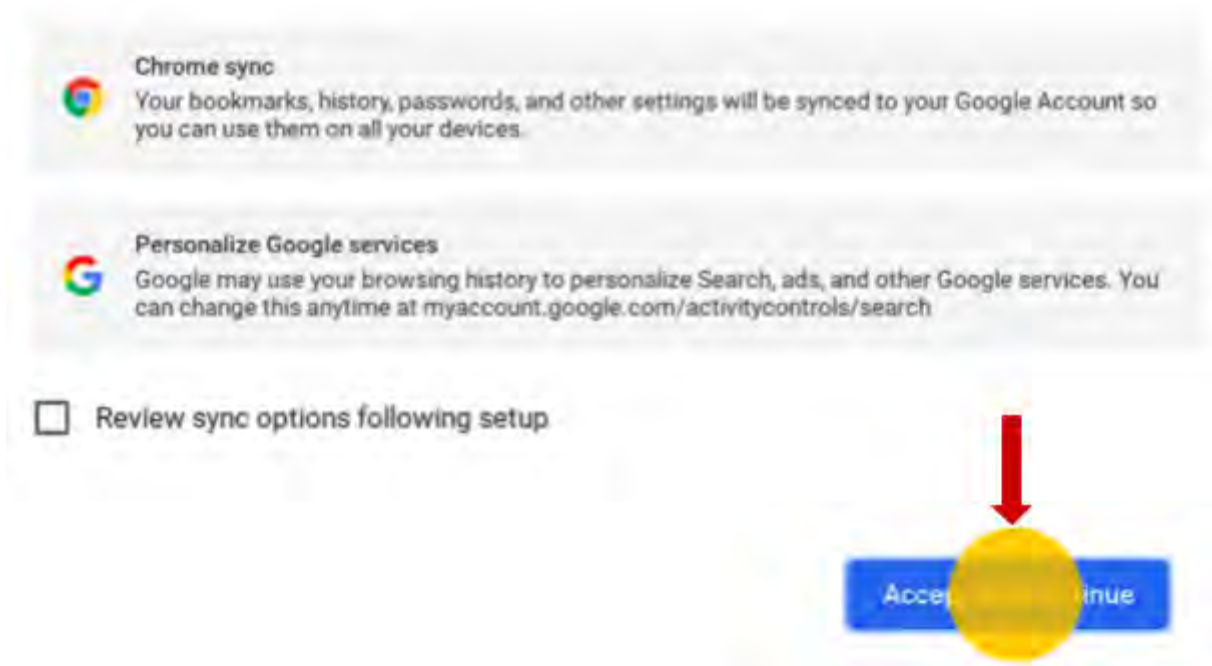 Chrome sync
Your bookmarks, history, passwords, and other settings will be synced to your Google Account so
you can use them on all your devices.
Personalize Google services
Google may use your browsing history to personalize Search, ads, and other Google services. You
can change this anytime at myaccount.google.com/activitycontrols/search
Review sync options following setup